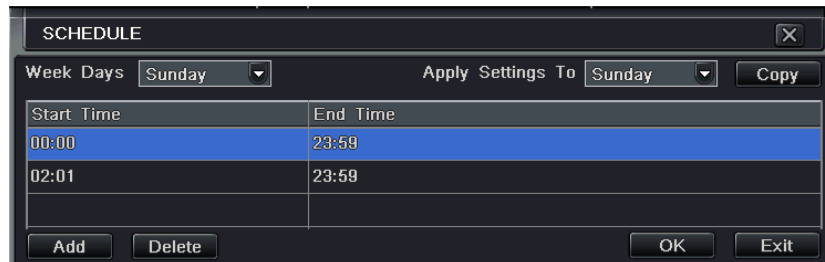 SCHEDULE
Week Days Sunday Apply Settings To Sunday Copy
Start Time End Time
00:00 23:59
02:01 23:59
Add Delete OK Exit